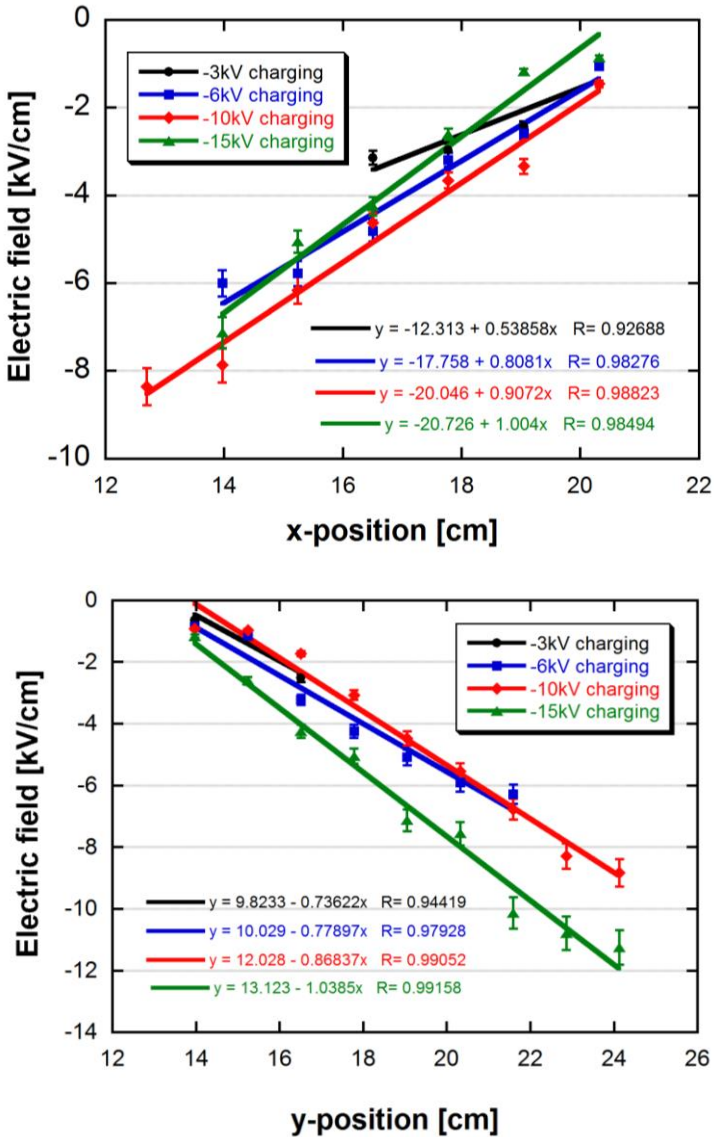 0
-2
-4
-6
-8
-10
Electric field [kV/cm]
-3kV charging
-6kV charging
-10kV charging
-15kV charging
y = -12.313 + 0.53858x R= 0.92688
y = -17.758 + 0.8081x R= 0.98276
y = -20.046 + 0.9072x R= 0.98823
y = -20.726 + 1.004x R= 0.98494
12 14 16 18 20 22
x-position [cm]
0
-2
-4
-6
-8
-10
-12
-14
Electric field [kV/cm]
-3kV charging
-6kV charging
-10kV charging
-15kV charging
y = 9.8233 - 0.73622x R= 0.94419
y = 10.029 - 0.77897x R= 0.97928
y = 12.028 - 0.86837x R= 0.99052
y = 13.123 - 1.0385x R= 0.99158
12 14 16 18 20 22 24 26
y-position [cm]